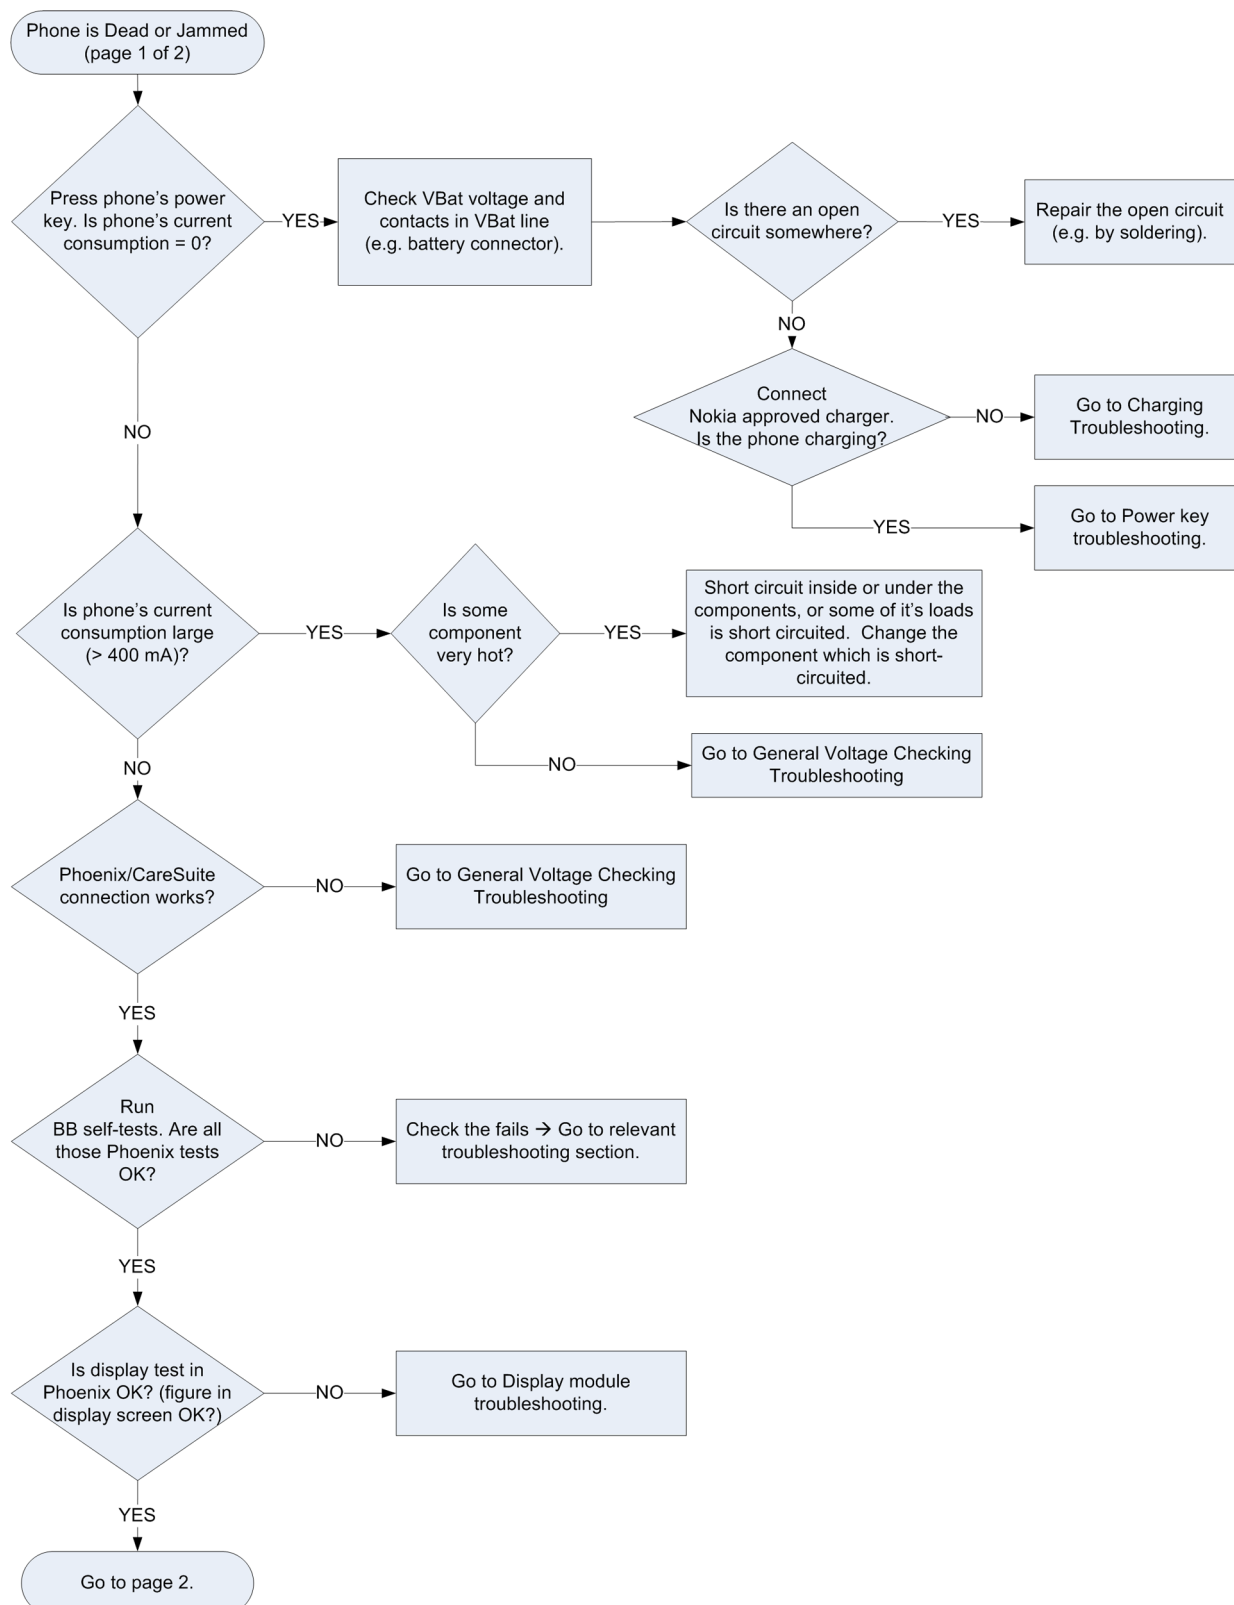 Phone is Dead or Jammed
(page 1 of 2)
Press phone's power
key. Is phone's current
consumption = 0?
YES
Check VBat voltage and
contacts in VBat line
(e.g. battery connector).
Is there an open
circuit somewhere?
YES
Repair the open circuit
(e.g. by soldering).
NO
Connect
Nokia approved charger.
Is the phone charging?
NO
Go to Charging
Troubleshooting.
YES
Go to Power key
troubleshooting.
NO
Is phone's current
consumption large
(> 400 mA)?
YES
Is some
component
very hot?
YES
Short circuit inside or under the
components, or some of it's loads
is short circuited.  Change the
component which is short-
circuited.
NO
Go to General Voltage Checking
Troubleshooting
NO
Phoenix/CareSuite
connection works?
NO
Go to General Voltage Checking
Troubleshooting
YES
Run
BB self-tests. Are all
those Phoenix tests
OK?
NO
Check the fails → Go to relevant
troubleshooting section.
YES
Is display test in
Phoenix OK? (figure in
display screen OK?)
NO
Go to Display module
troubleshooting.
YES
Go to page 2.